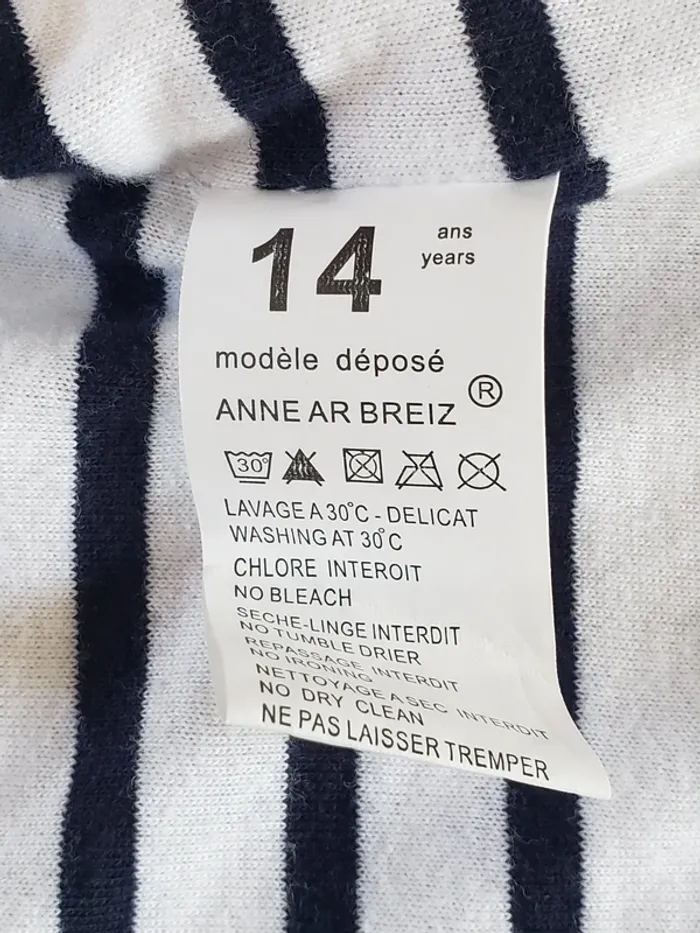 14 ans
years
modèle déposé
ANNE AR BREIZ ®
30°
LAVAGE A 30°C - DELICAT
WASHING AT 30°C
CHLORE INTEROIT
NO BLEACH
SECHE-LINGE INTERDIT
NO TUMBLE DRIER
REPASSAGE INTERDIT
NO IRONING
NETTOYAGE A SEC INTERDIT
NO DRY CLEAN
NE PAS LAISSER TREMPER